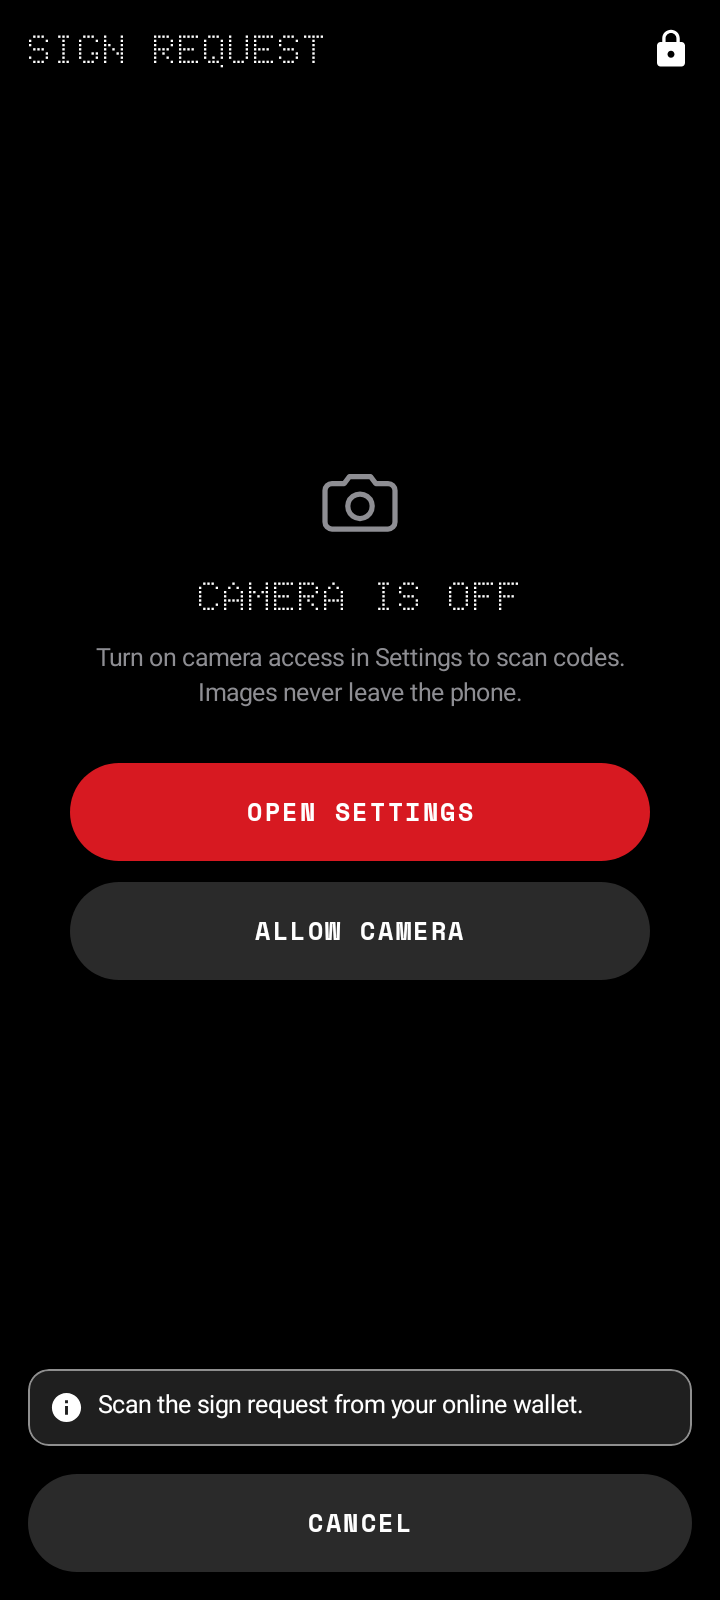 SIGN REQUEST
CAMERA IS OFF
Turn on camera access in Settings to scan codes.
Images never leave the phone.
OPEN SETTINGS
ALLOW CAMERA
Scan the sign request from your online wallet.
CANCEL